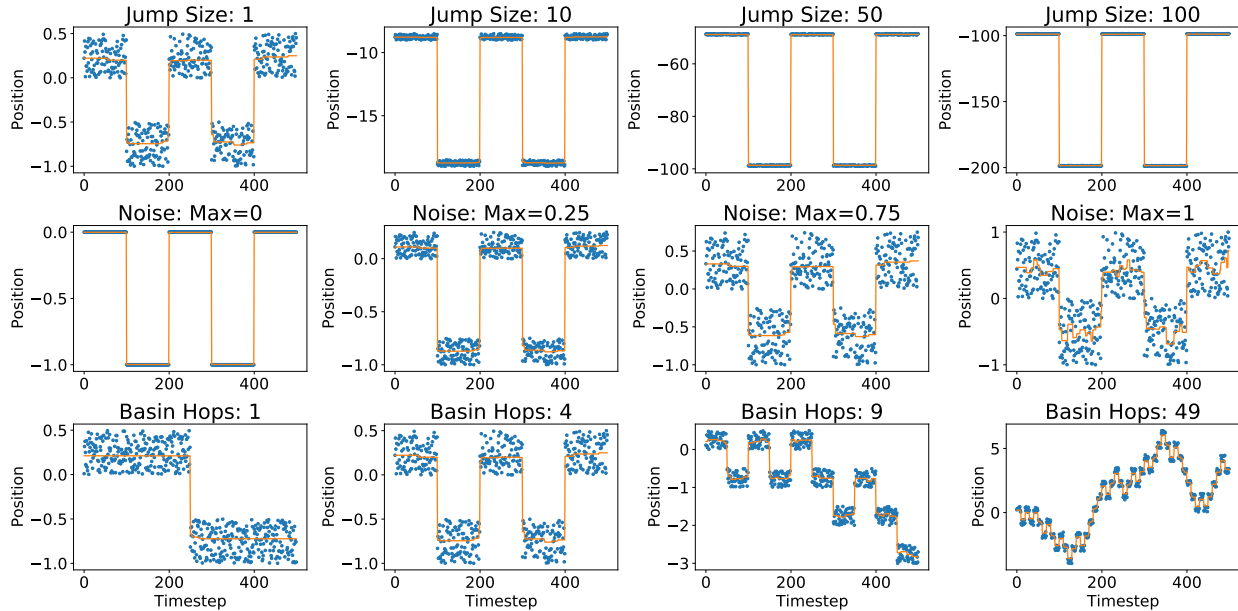 Jump Size: 1
Jump Size: 10
Jump Size: 50
Jump Size: 100
Position
0.5
0.0
−0.5
−1.0
0
200
400
Position
−10
−15
0
200
400
Position
−60
−80
−100
0
200
400
Position
−100
−150
−200
0
200
400
Noise: Max=0
Noise: Max=0.25
Noise: Max=0.75
Noise: Max=1
Position
0.0
−0.5
−1.0
0
200
400
Position
0.0
−0.5
−1.0
0
200
400
Position
0.5
0.0
−0.5
−1.0
0
200
400
Position
1
0
−1
0
200
400
Basin Hops: 1
Basin Hops: 4
Basin Hops: 9
Basin Hops: 49
Position
0.5
0.0
−0.5
−1.0
0
200
400
Timestep
Position
0.5
0.0
−0.5
−1.0
0
200
400
Timestep
Position
0
−1
−2
−3
0
200
400
Timestep
Position
5
0
0
200
400
Timestep